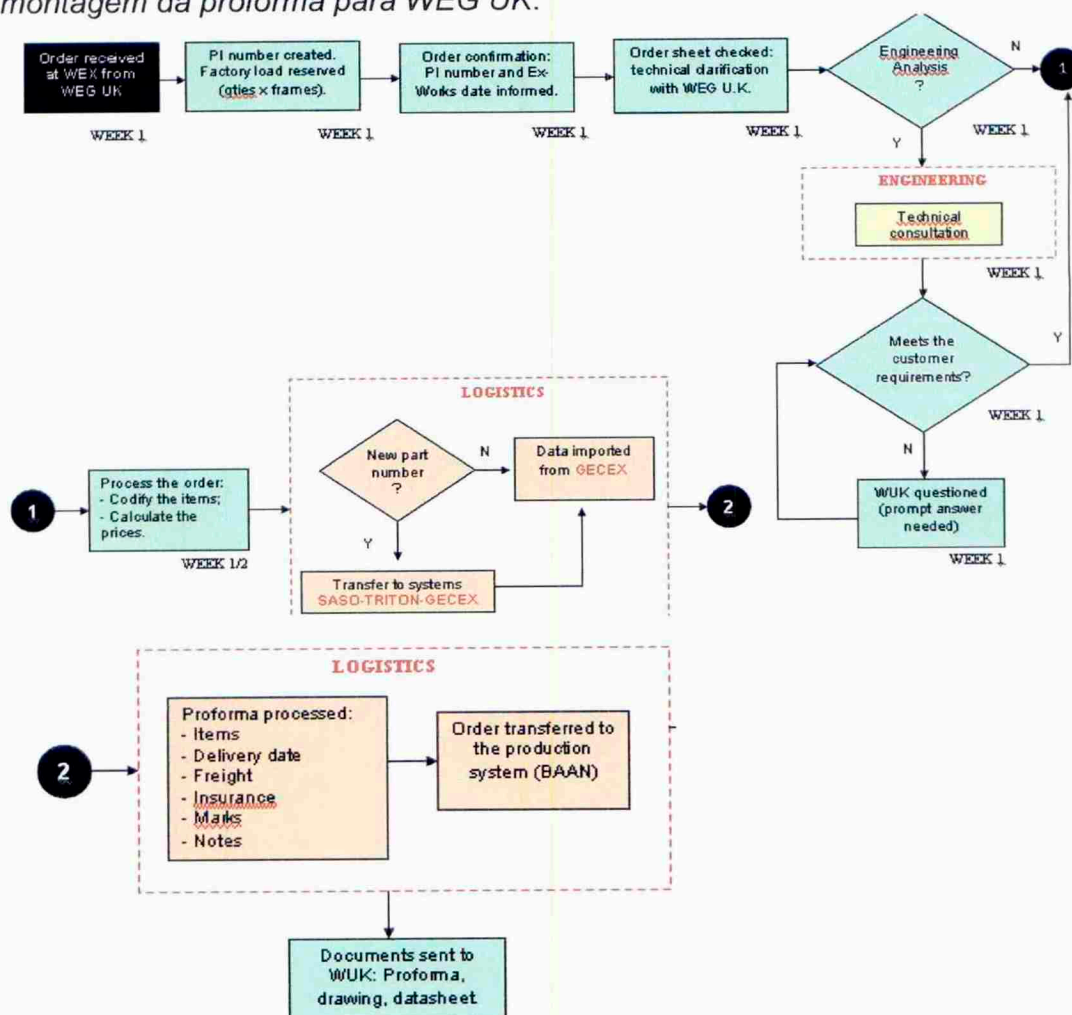 montagem da proforma para WEG UK.
Order received
at WEX from
WEG UK
WEEK 1
PI number created.
Factory load reserved
(qties x frames).
WEEK 1
Order confirmation:
PI number and Ex-
Works date informed.
WEEK 1
Order sheet checked:
technical clarification
with WEG U.K.
WEEK 1
Engineering
Analysis
?
N
1
WEEK 1
Y
ENGINEERING
Technical
consultation
WEEK 1
Meets the
customer
requirements?
Y
WEEK 1
N
WUK questioned
(prompt answer
needed)
WEEK 1
1
Process the order:
- Codify the items;
- Calculate the
prices.
WEEK 1/2
LOGISTICS
New part
number
?
N
Data imported
from GECEX
Y
Transfer to systems
SASO-TRITON-GECEX
2
LOGISTICS
2
Proforma processed:
- Items
- Delivery date
- Freight
- Insurance
- Marks
- Notes
Order transferred to
the production
system (BAAN)
Documents sent to
WUK: Proforma,
drawing, datasheet